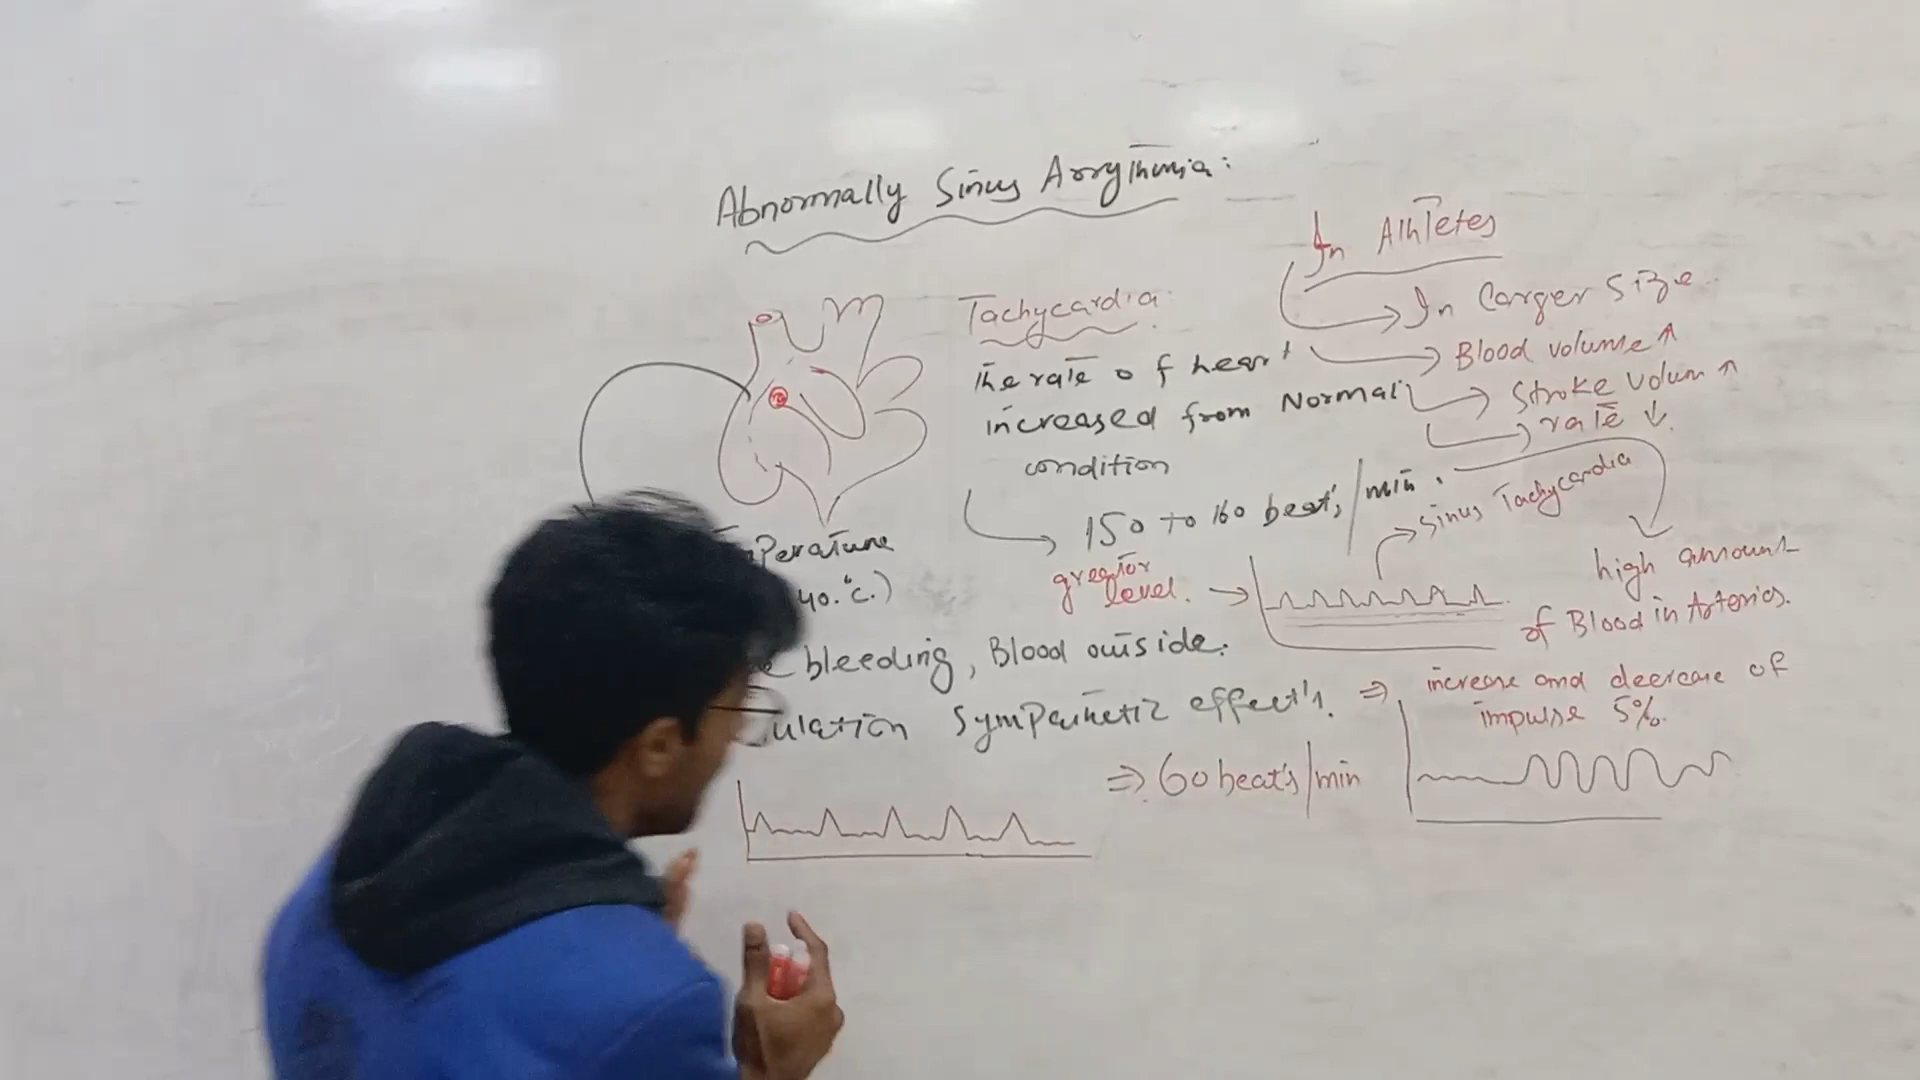 Abnormally Sinus Arrythmia:
Tachycardia:
The rate of heart
increased from Normal
condition
150 to 160 beat's/min.
greator
level.
sinus Tachycardia
In Athletes
In Larger Size
Blood volume ↑
Stroke Volum ↑
rate ↓.
high amount
of Blood in Arteries.
40.°c.)
bleeding, Blood outside.
Sympathetic effect's. ⇒
increase and decrease of
impulse 5%.
⇒ 60 beat's/min